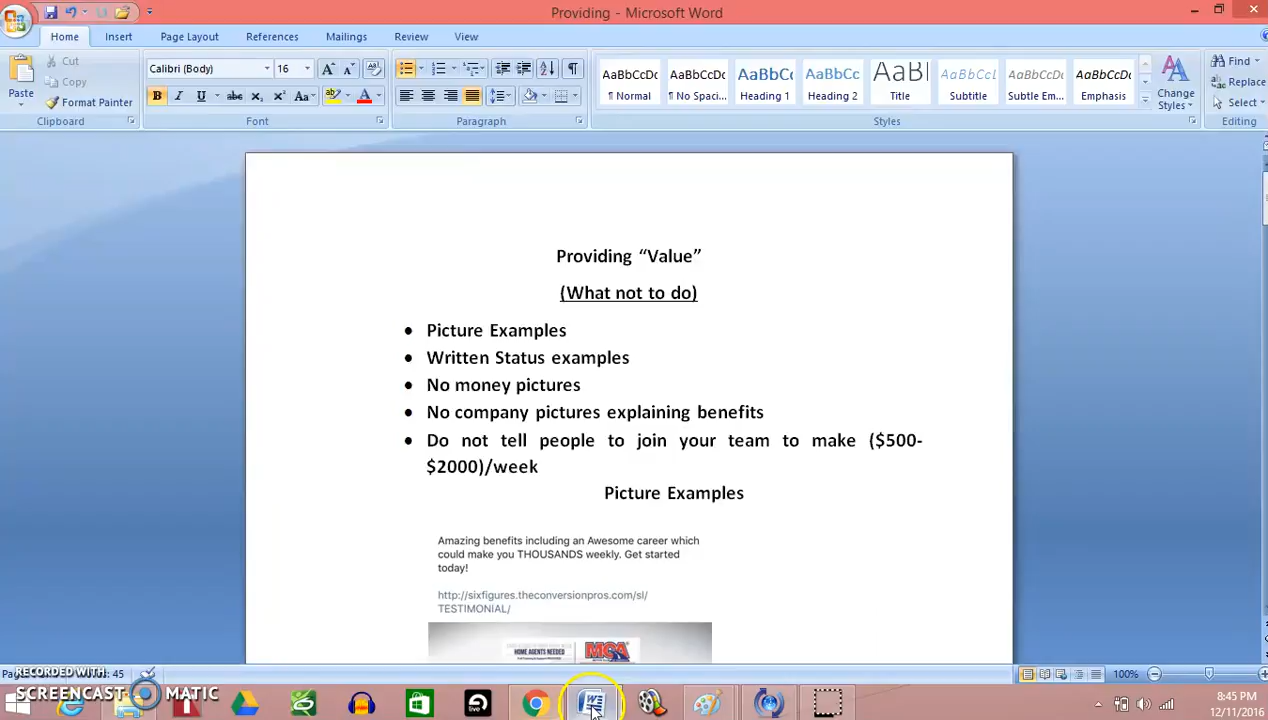 Providing - Microsoft Word
Home Insert Page Layout References Mailings Review View
Paste
Cut
Copy
Format Painter
Clipboard
Calibri (Body) 16
Font
Paragraph
AaBbCcDc AaBbCcDc AaBbCc AaBbCc AaB AaBbCcL AaBbCcDc AaBbCcDc
¶ Normal ¶ No Spaci... Heading 1 Heading 2 Title Subtitle Subtle Em... Emphasis
Change Styles
Styles
Find
Replace
Select
Editing
Providing “Value”
(What not to do)
• Picture Examples
• Written Status examples
• No money pictures
• No company pictures explaining benefits
• Do not tell people to join your team to make ($500-
$2000)/week
Picture Examples
Amazing benefits including an Awesome career which
could make you THOUSANDS weekly. Get started
today!
http://sixfigures.theconversionpros.com/sl/
TESTIMONIAL/
HOME AGENTS NEEDED
MCA
45
100%
RECORDED WITH
SCREENCAST MATIC
8:45 PM
12/11/2016